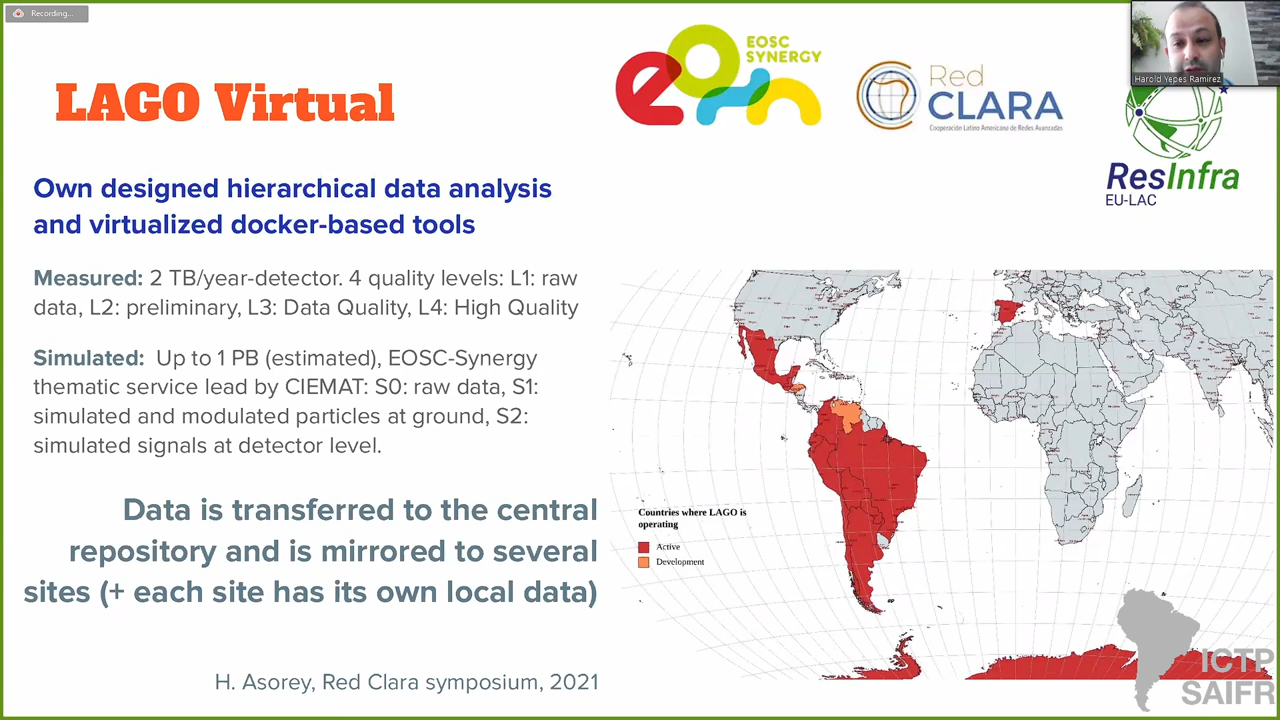 Recording...
LAGO Virtual
EOSC
SYNERGY
Red
CLARA
Cooperación Latino Americana de Redes Avanzadas
Harold Yepes Ramirez
ResInfra
EU-LAC
Own designed hierarchical data analysis
and virtualized docker-based tools
Measured: 2 TB/year-detector. 4 quality levels: L1: raw
data, L2: preliminary, L3: Data Quality, L4: High Quality
Simulated: Up to 1 PB (estimated), EOSC-Synergy
thematic service lead by CIEMAT: S0: raw data, S1:
simulated and modulated particles at ground, S2:
simulated signals at detector level.
Data is transferred to the central
repository and is mirrored to several
sites (+ each site has its own local data)
Countries where LAGO is
operating
Active
Development
H. Asorey, Red Clara symposium, 2021
ICTP
SAIFR